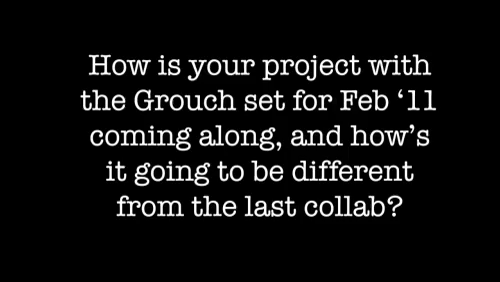 How is your project with
the Grouch set for Feb ‘11
coming along, and how’s
it going to be different
from the last collab?